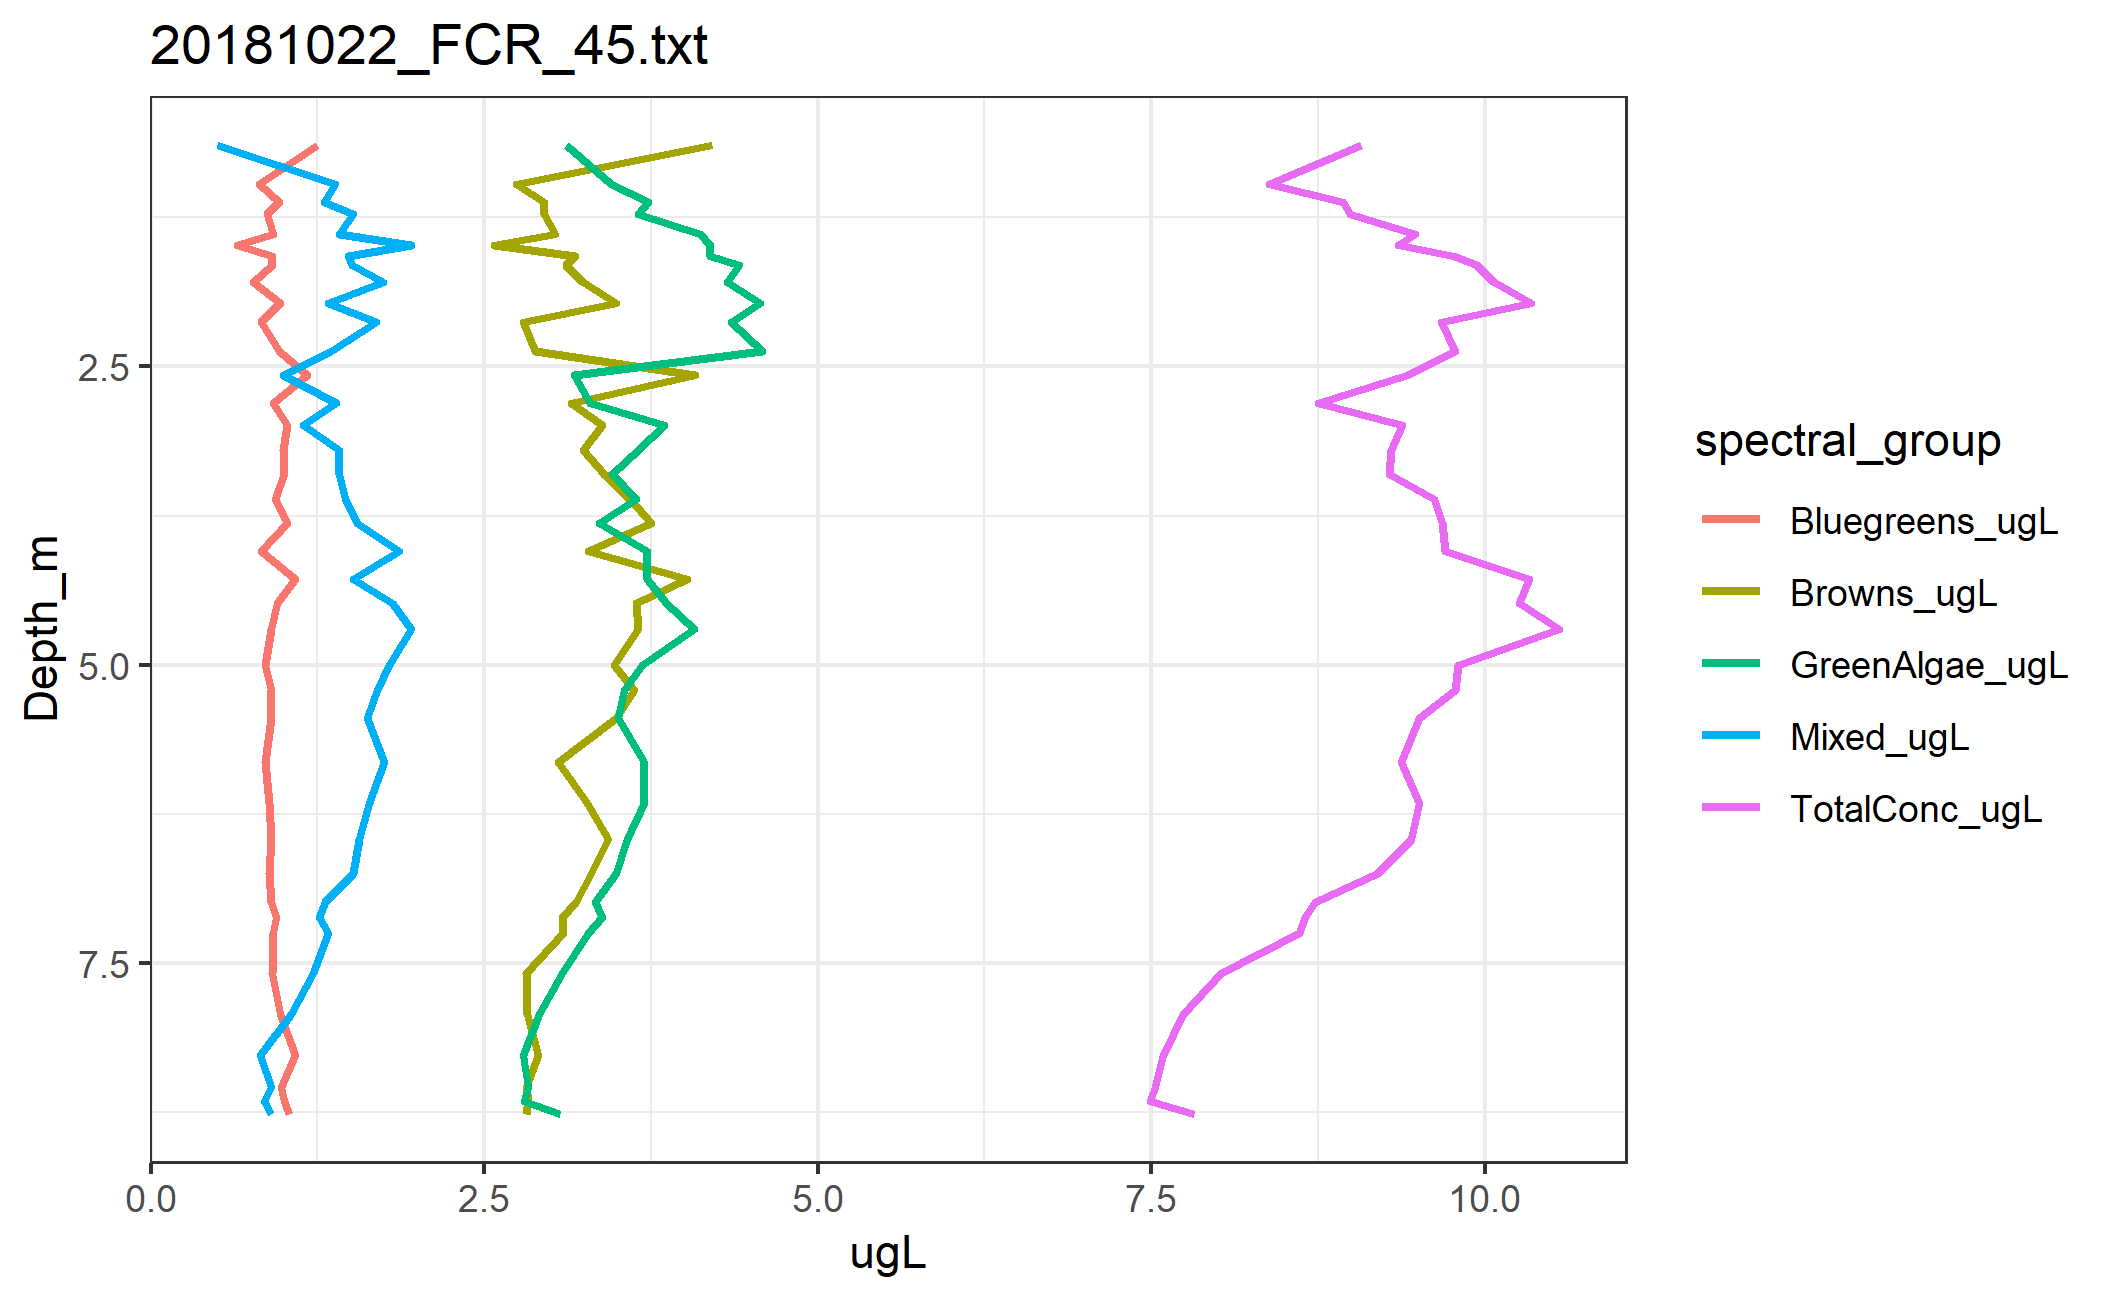 20181022_FCR_45.txt
Depth_m
2.5
5.0
7.5
0.0 2.5 5.0 7.5 10.0
ugL
spectral_group
Bluegreens_ugL
Browns_ugL
GreenAlgae_ugL
Mixed_ugL
TotalConc_ugL